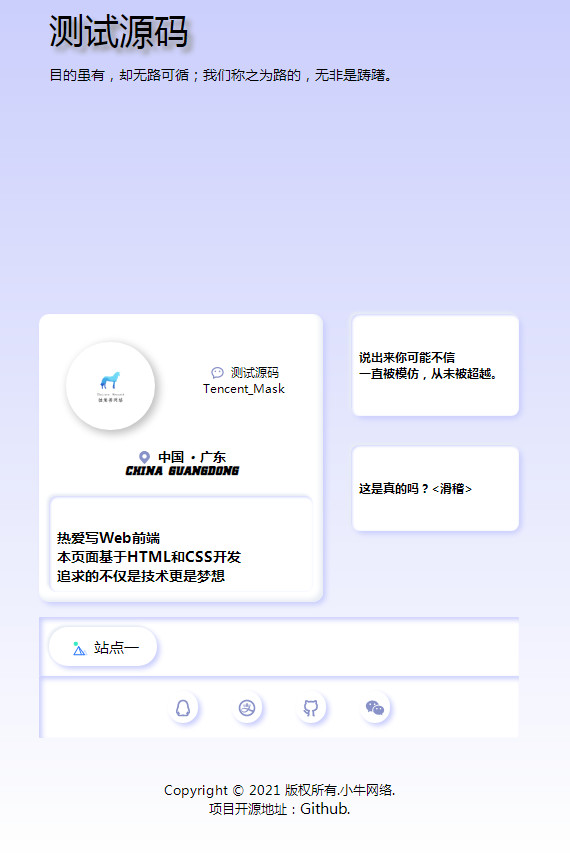 测试源码
目的虽有，却无路可循；我们称之为路的，无非是踌躇。
测试源码
Tencent_Mask
中国 · 广东
CHINA GUANGDONG
热爱写Web前端
本页面基于HTML和CSS开发
追求的不仅是技术更是梦想
说出来你可能不信
一直被模仿，从未被超越。
这是真的吗？<滑稽>
站点一
Copyright © 2021 版权所有.小牛网络.
项目开源地址：Github.